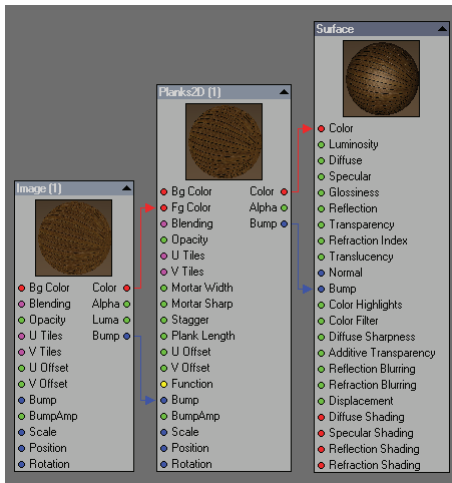 Surface
Color
Luminosity
Diffuse
Specular
Glossiness
Reflection
Transparency
Refraction Index
Translucency
Normal
Bump
Color Highlights
Color Filter
Diffuse Sharpness
Additive Transparency
Reflection Blurring
Refraction Blurring
Displacement
Diffuse Shading
Specular Shading
Reflection Shading
Refraction Shading
Planks2D (1)
Bg Color Color
Fg Color Alpha
Blending Bump
Opacity
U Tiles
V Tiles
Mortar Width
Mortar Sharp
Stagger
Plank Length
U Offset
V Offset
Function
Bump
BumpAmp
Scale
Position
Rotation
Image (1)
Bg Color Color
Blending Alpha
Opacity Luma
U Tiles Bump
V Tiles
U Offset
V Offset
Bump
BumpAmp
Scale
Position
Rotation